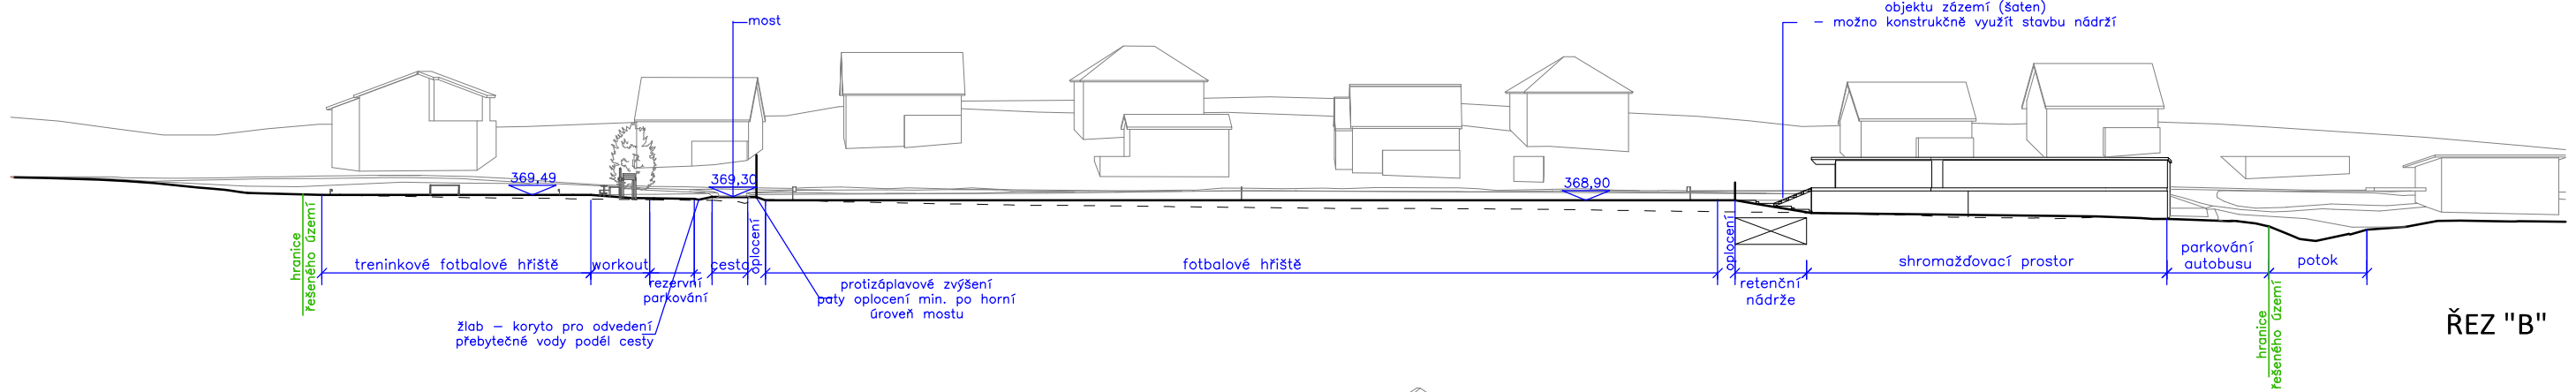 most
objektu zázemí (šaten)
– možno konstrukčně využít stavbu nádrží
369,49
369,30
368,90
hranice
řešeného území
treninkové fotbalové hřiště
workout
rezervní
parkování
cesta
oplocení
fotbalové hřiště
oplocení
retenční
nádrže
shromažďovací prostor
parkování
autobusu
potok
hranice
řešeného území
protizáplavové zvýšení
paty oplocení min. po horní
úroveň mostu
žlab – koryto pro odvedení
přebytečné vody podél cesty
ŘEZ "B"